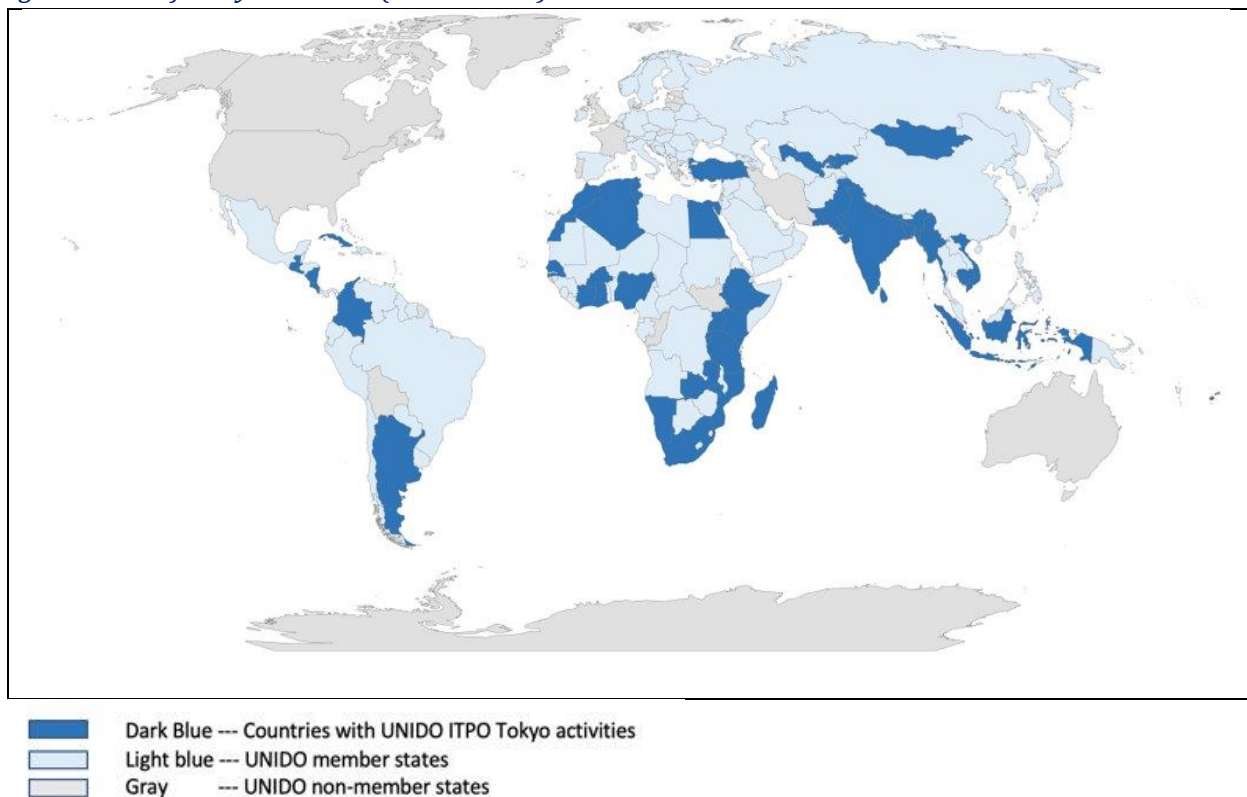 Dark Blue --- Countries with UNIDO ITPO Tokyo activities
Light blue --- UNIDO member states
Gray --- UNIDO non-member states